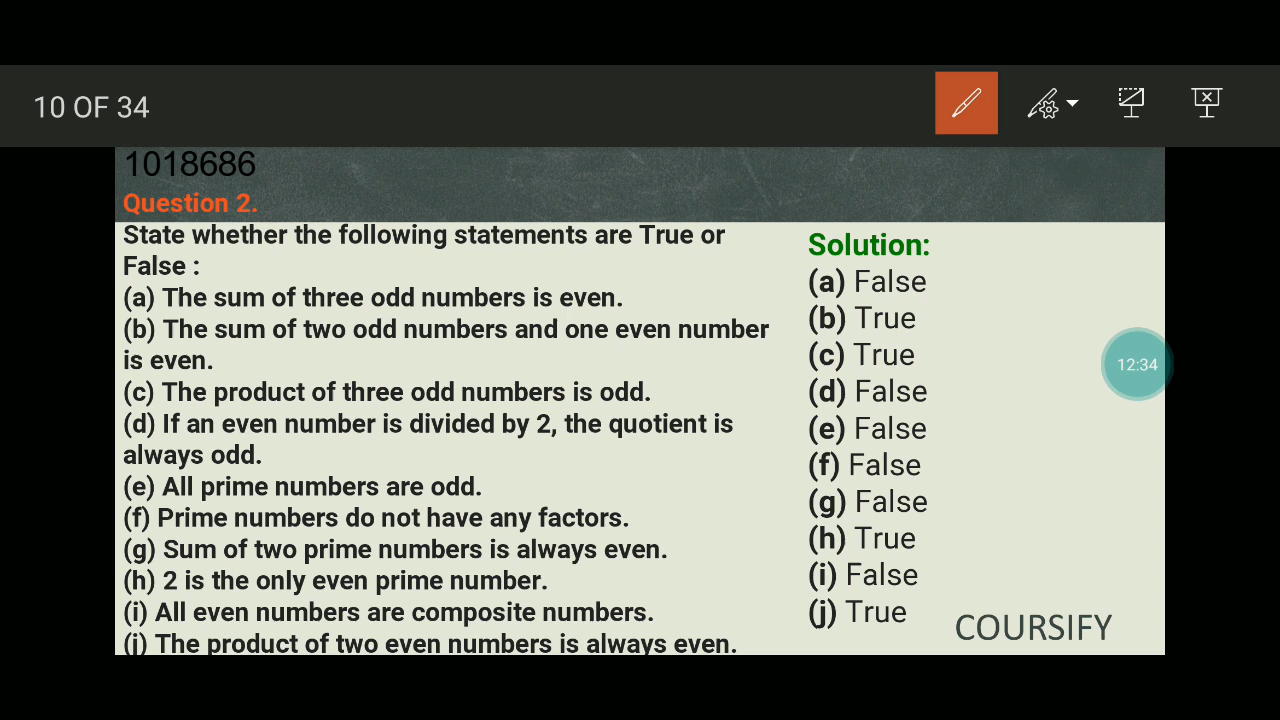 10 OF 34
1018686
Question 2.
State whether the following statements are True or
False :
(a) The sum of three odd numbers is even.
(b) The sum of two odd numbers and one even number
is even.
(c) The product of three odd numbers is odd.
(d) If an even number is divided by 2, the quotient is
always odd.
(e) All prime numbers are odd.
(f) Prime numbers do not have any factors.
(g) Sum of two prime numbers is always even.
(h) 2 is the only even prime number.
(i) All even numbers are composite numbers.
(j) The product of two even numbers is always even.
Solution:
(a) False
(b) True
(c) True
(d) False
(e) False
(f) False
(g) False
(h) True
(i) False
(j) True
12:34
COURSIFY